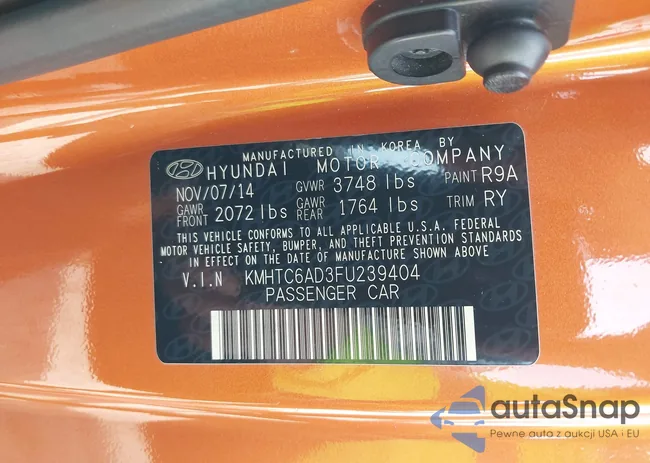 MANUFACTURED IN KOREA BY
HYUNDAI MOTOR COMPANY
NOV/07/14 GVWR 3748 lbs PAINT R9A
GAWR FRONT 2072 lbs GAWR REAR 1764 lbs TRIM RY
THIS VEHICLE CONFORMS TO ALL APPLICABLE U.S.A. FEDERAL
MOTOR VEHICLE SAFETY, BUMPER, AND THEFT PREVENTION STANDARDS
IN EFFECT ON THE DATE OF MANUFACTURE SHOWN ABOVE
V.I.N KMHTC6AD3FU239404
PASSENGER CAR
autaSnap
Pewne auta z aukcji USA i EU